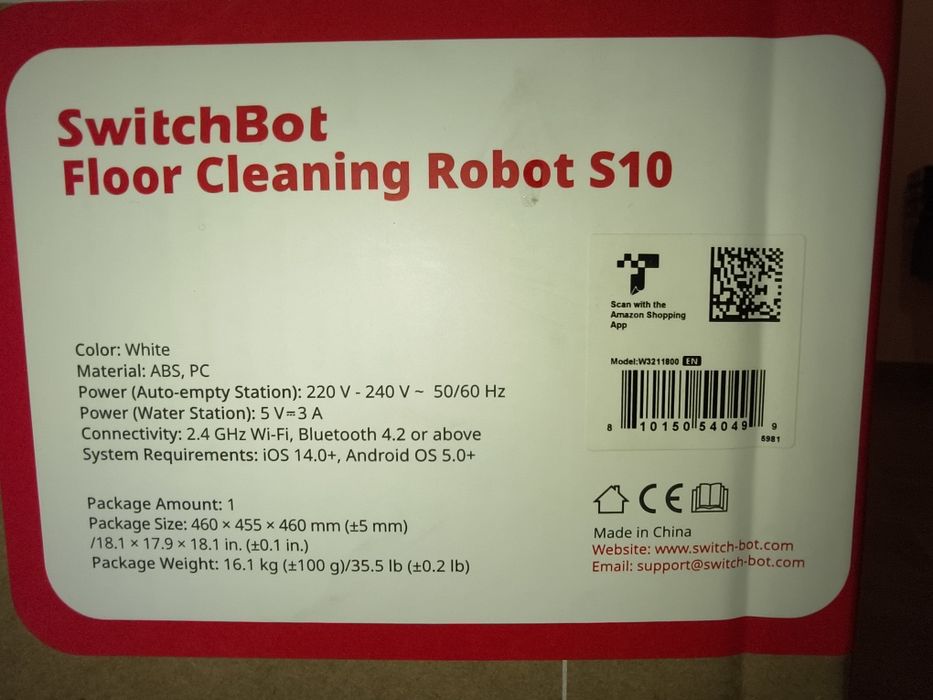 SwitchBot
Floor Cleaning Robot S10
Scan with the
Amazon Shopping
App
Model:W3211800 EN
8 10150 54049 9
6981
Color: White
Material: ABS, PC
Power (Auto-empty Station): 220 V - 240 V ~ 50/60 Hz
Power (Water Station): 5 V⎓3 A
Connectivity: 2.4 GHz Wi-Fi, Bluetooth 4.2 or above
System Requirements: iOS 14.0+, Android OS 5.0+
Package Amount: 1
Package Size: 460 × 455 × 460 mm (±5 mm)
/18.1 × 17.9 × 18.1 in. (±0.1 in.)
Package Weight: 16.1 kg (±100 g)/35.5 lb (±0.2 lb)
CE
Made in China
Website: www.switch-bot.com
Email: support@switch-bot.com